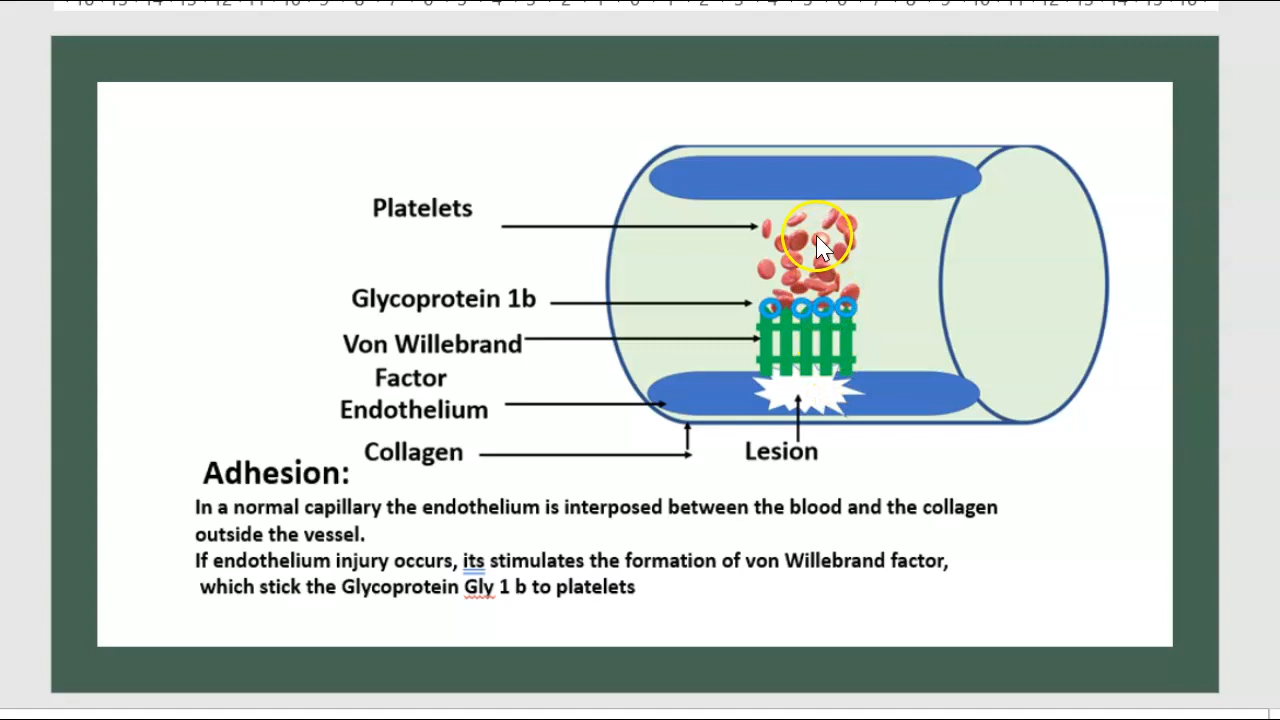 Platelets
Glycoprotein 1b
Von Willebrand
Factor
Endothelium
Collagen
Lesion
Adhesion:
In a normal capillary the endothelium is interposed between the blood and the collagen
outside the vessel.
If endothelium injury occurs, its stimulates the formation of von Willebrand factor,
which stick the Glycoprotein Gly 1 b to platelets